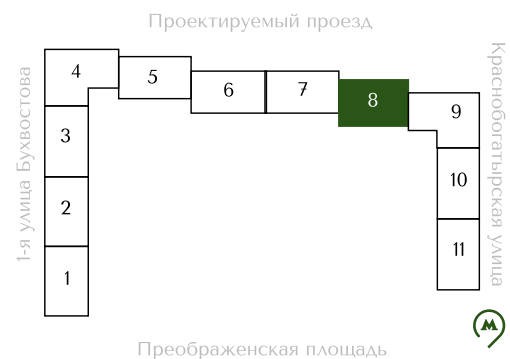 Проектируемый проезд
1-я улица Бухвостова
Краснобогатырская улица
4
5
6
7
8
9
3
10
2
11
1
М
Преображенская площадь